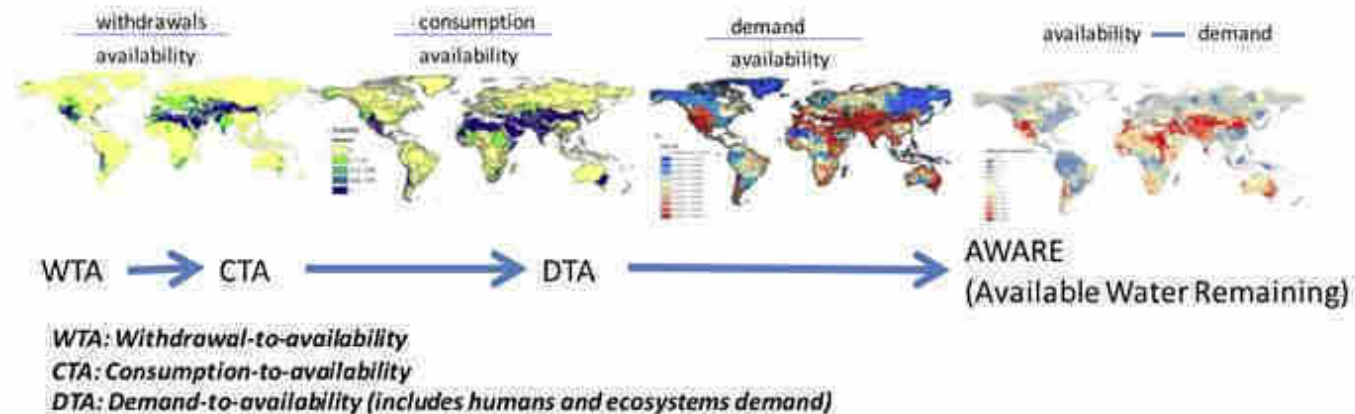 withdrawals
availability
consumption
availability
demand
availability
availability — demand
WTA
CTA
DTA
AWARE
(Available Water Remaining)
WTA: Withdrawal-to-availability
CTA: Consumption-to-availability
DTA: Demand-to-availability (includes humans and ecosystems demand)